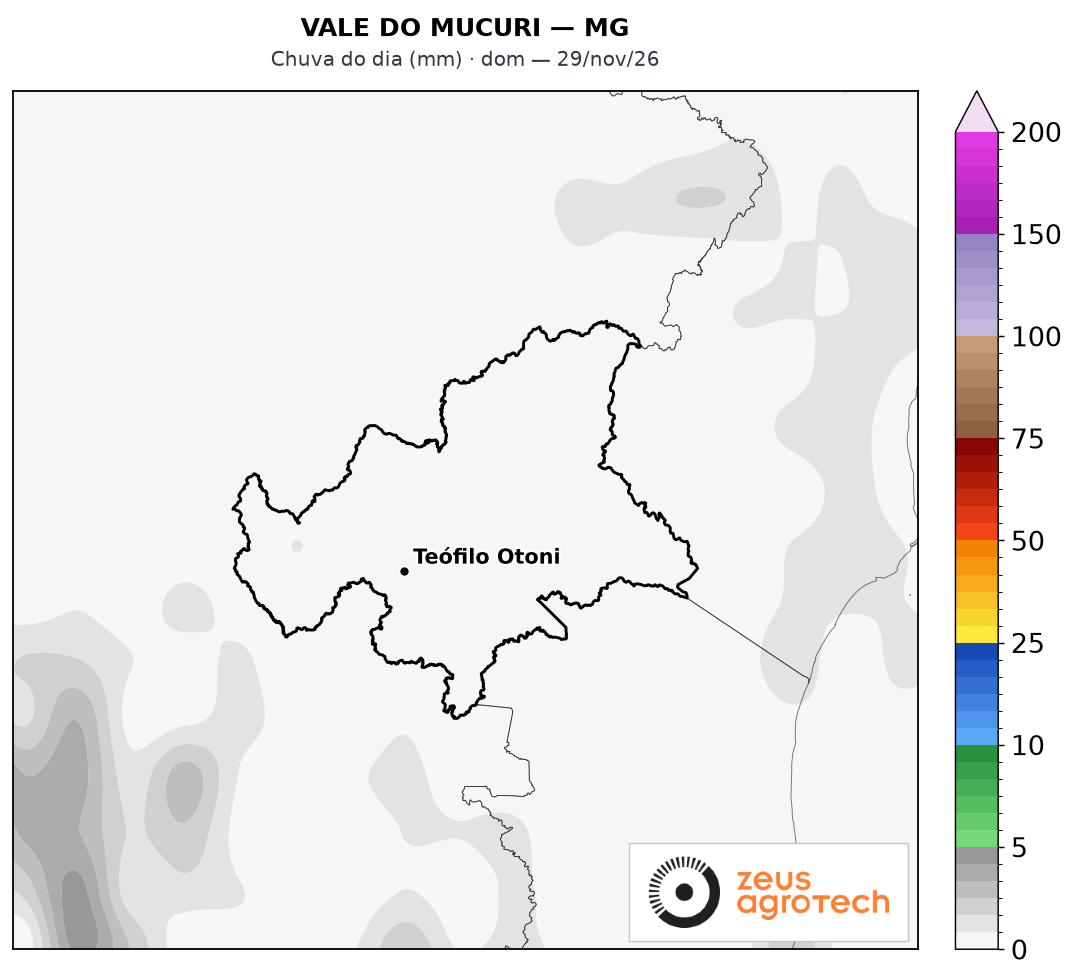 VALE DO MUCURI — MG
Chuva do dia (mm) · dom — 29/nov/26
200
150
100
75
50
25
10
5
0
Teófilo Otoni
zeus
agrotech